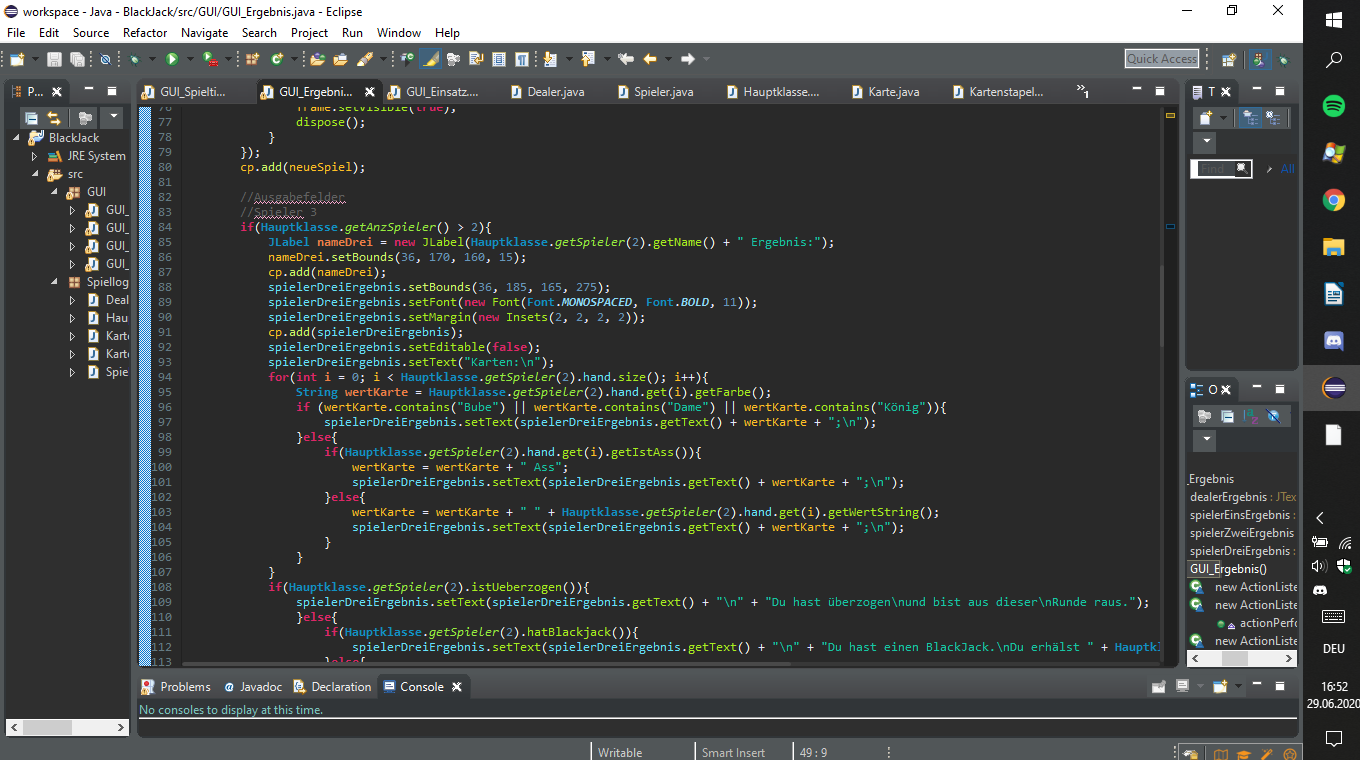 workspace - Java - BlackJack/src/GUI/GUI_Ergebnis.java - Eclipse
File Edit Source Refactor Navigate Search Project Run Window Help
Quick Access
P...
GUI_Spielti...
GUI_Ergebni...
GUI_Einsatz....
Dealer.java
Spieler.java
Hauptklasse....
Karte.java
Kartenstapel...
»1
T
BlackJack
JRE System
src
GUI
GUI_
GUI_
GUI_
GUI_
Spiellog
Deal
Hau
Kart
Kart
Spie
76 frame.setVisible(true);
77 dispose();
78 }
79 });
80 cp.add(neueSpiel);
81
82 //Ausgabefelder
83 //Spieler 3
84 if(Hauptklasse.getAnzSpieler() > 2){
85 JLabel nameDrei = new JLabel(Hauptklasse.getSpieler(2).getName() + " Ergebnis:");
86 nameDrei.setBounds(36, 170, 160, 15);
87 cp.add(nameDrei);
88 spielerDreiErgebnis.setBounds(36, 185, 165, 275);
89 spielerDreiErgebnis.setFont(new Font(Font.MONOSPACED, Font.BOLD, 11));
90 spielerDreiErgebnis.setMargin(new Insets(2, 2, 2, 2));
91 cp.add(spielerDreiErgebnis);
92 spielerDreiErgebnis.setEditable(false);
93 spielerDreiErgebnis.setText("Karten:\n");
94 for(int i = 0; i < Hauptklasse.getSpieler(2).hand.size(); i++){
95 String wertKarte = Hauptklasse.getSpieler(2).hand.get(i).getFarbe();
96 if (wertKarte.contains("Bube") || wertKarte.contains("Dame") || wertKarte.contains("König")){
97 spielerDreiErgebnis.setText(spielerDreiErgebnis.getText() + wertKarte + ";\n");
98 }else{
99 if(Hauptklasse.getSpieler(2).hand.get(i).getIstAss()){
100 wertKarte = wertKarte + " Ass";
101 spielerDreiErgebnis.setText(spielerDreiErgebnis.getText() + wertKarte + ";\n");
102 }else{
103 wertKarte = wertKarte + " " + Hauptklasse.getSpieler(2).hand.get(i).getWertString();
104 spielerDreiErgebnis.setText(spielerDreiErgebnis.getText() + wertKarte + ";\n");
105 }
106 }
107 }
108 if(Hauptklasse.getSpieler(2).istUeberzogen()){
109 spielerDreiErgebnis.setText(spielerDreiErgebnis.getText() + "\n" + "Du hast überzogen\nund bist aus dieser\nRunde raus.");
110 }else{
111 if(Hauptklasse.getSpieler(2).hatBlackjack()){
112 spielerDreiErgebnis.setText(spielerDreiErgebnis.getText() + "\n" + "Du hast einen BlackJack.\nDu erhälst " + Hauptkl
113 }else{
Find
All
O
_Ergebnis
dealerErgebnis : JTex
spielerEinsErgebnis :
spielerZweiErgebnis
spielerDreiErgebnis :
GUI_Ergebnis()
new ActionListe
new ActionListe
actionPerfo
new ActionListe
Problems
Javadoc
Declaration
Console
No consoles to display at this time.
Writable
Smart Insert
49 : 9
DEU
16:52
29.06.2020